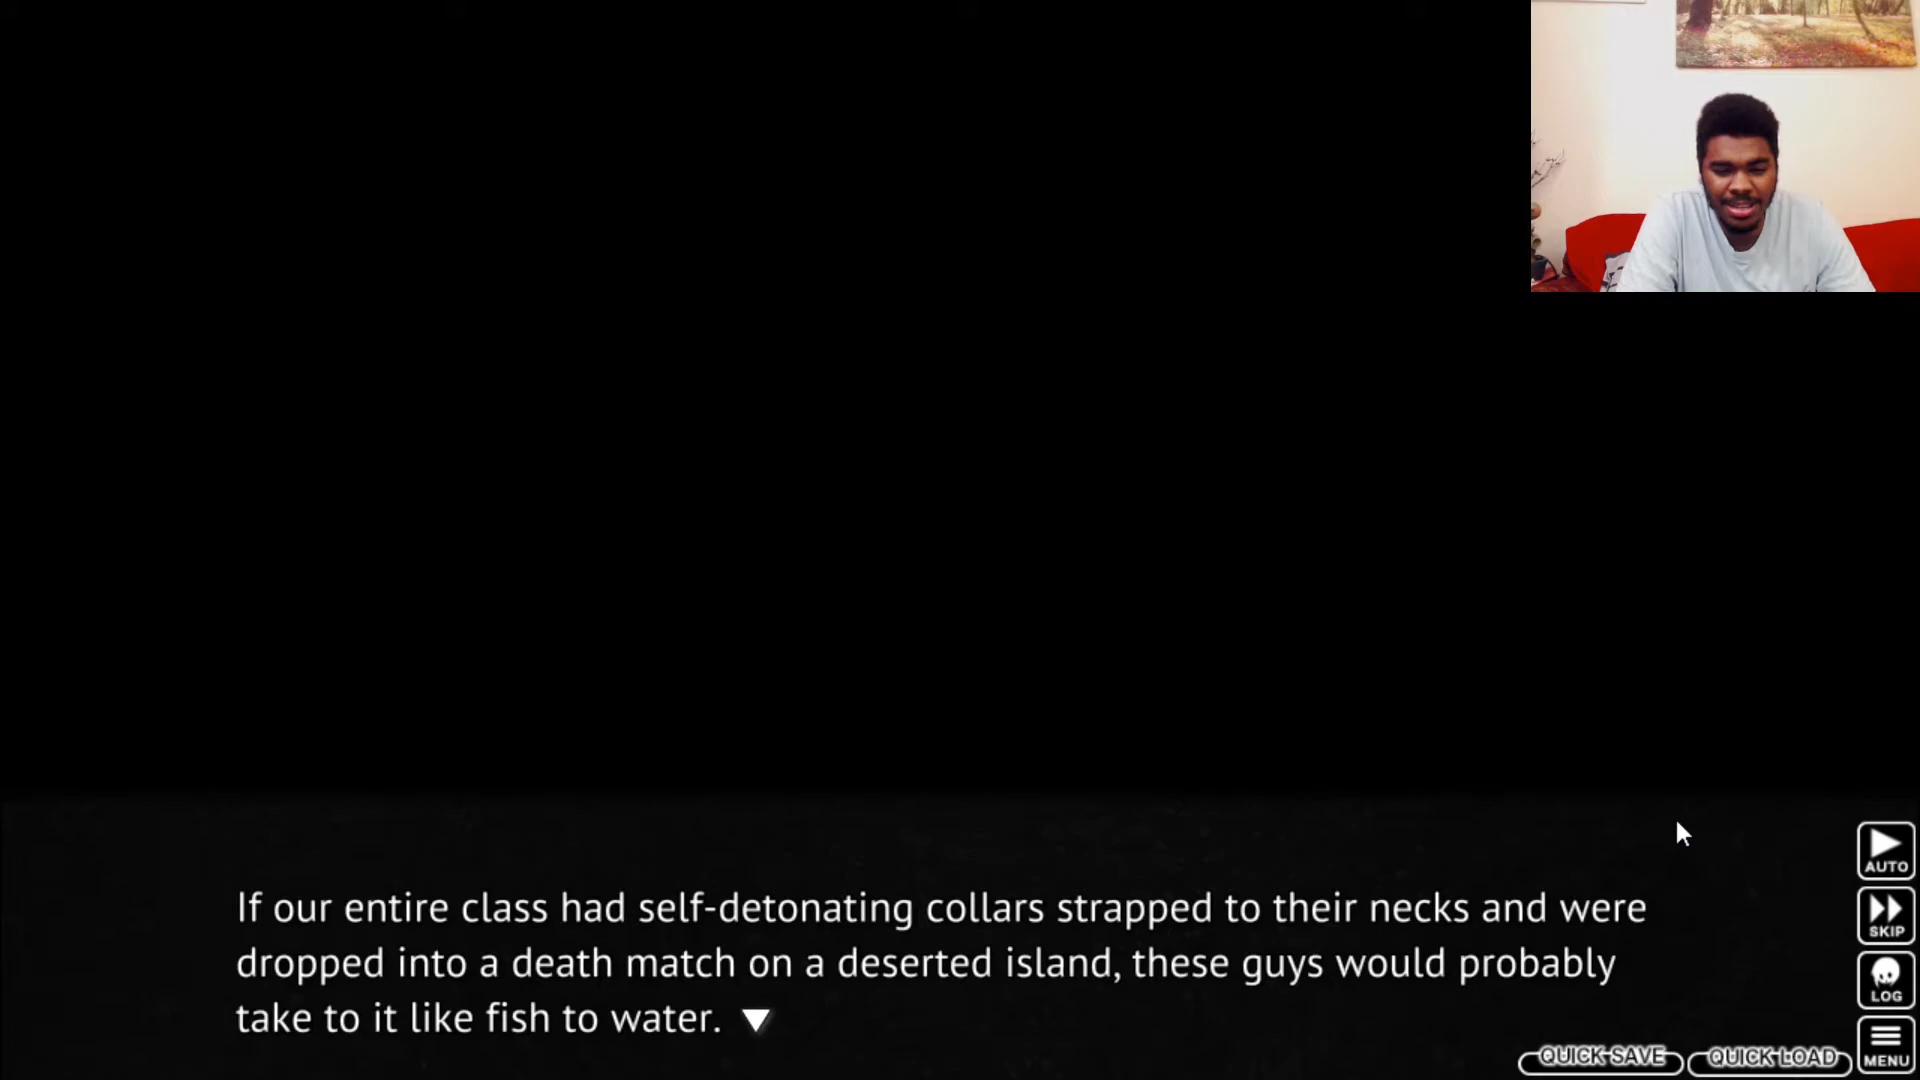 If our entire class had self-detonating collars strapped to their necks and were
dropped into a death match on a deserted island, these guys would probably
take to it like fish to water.
AUTO
SKIP
LOG
MENU
QUICK SAVE QUICK LOAD